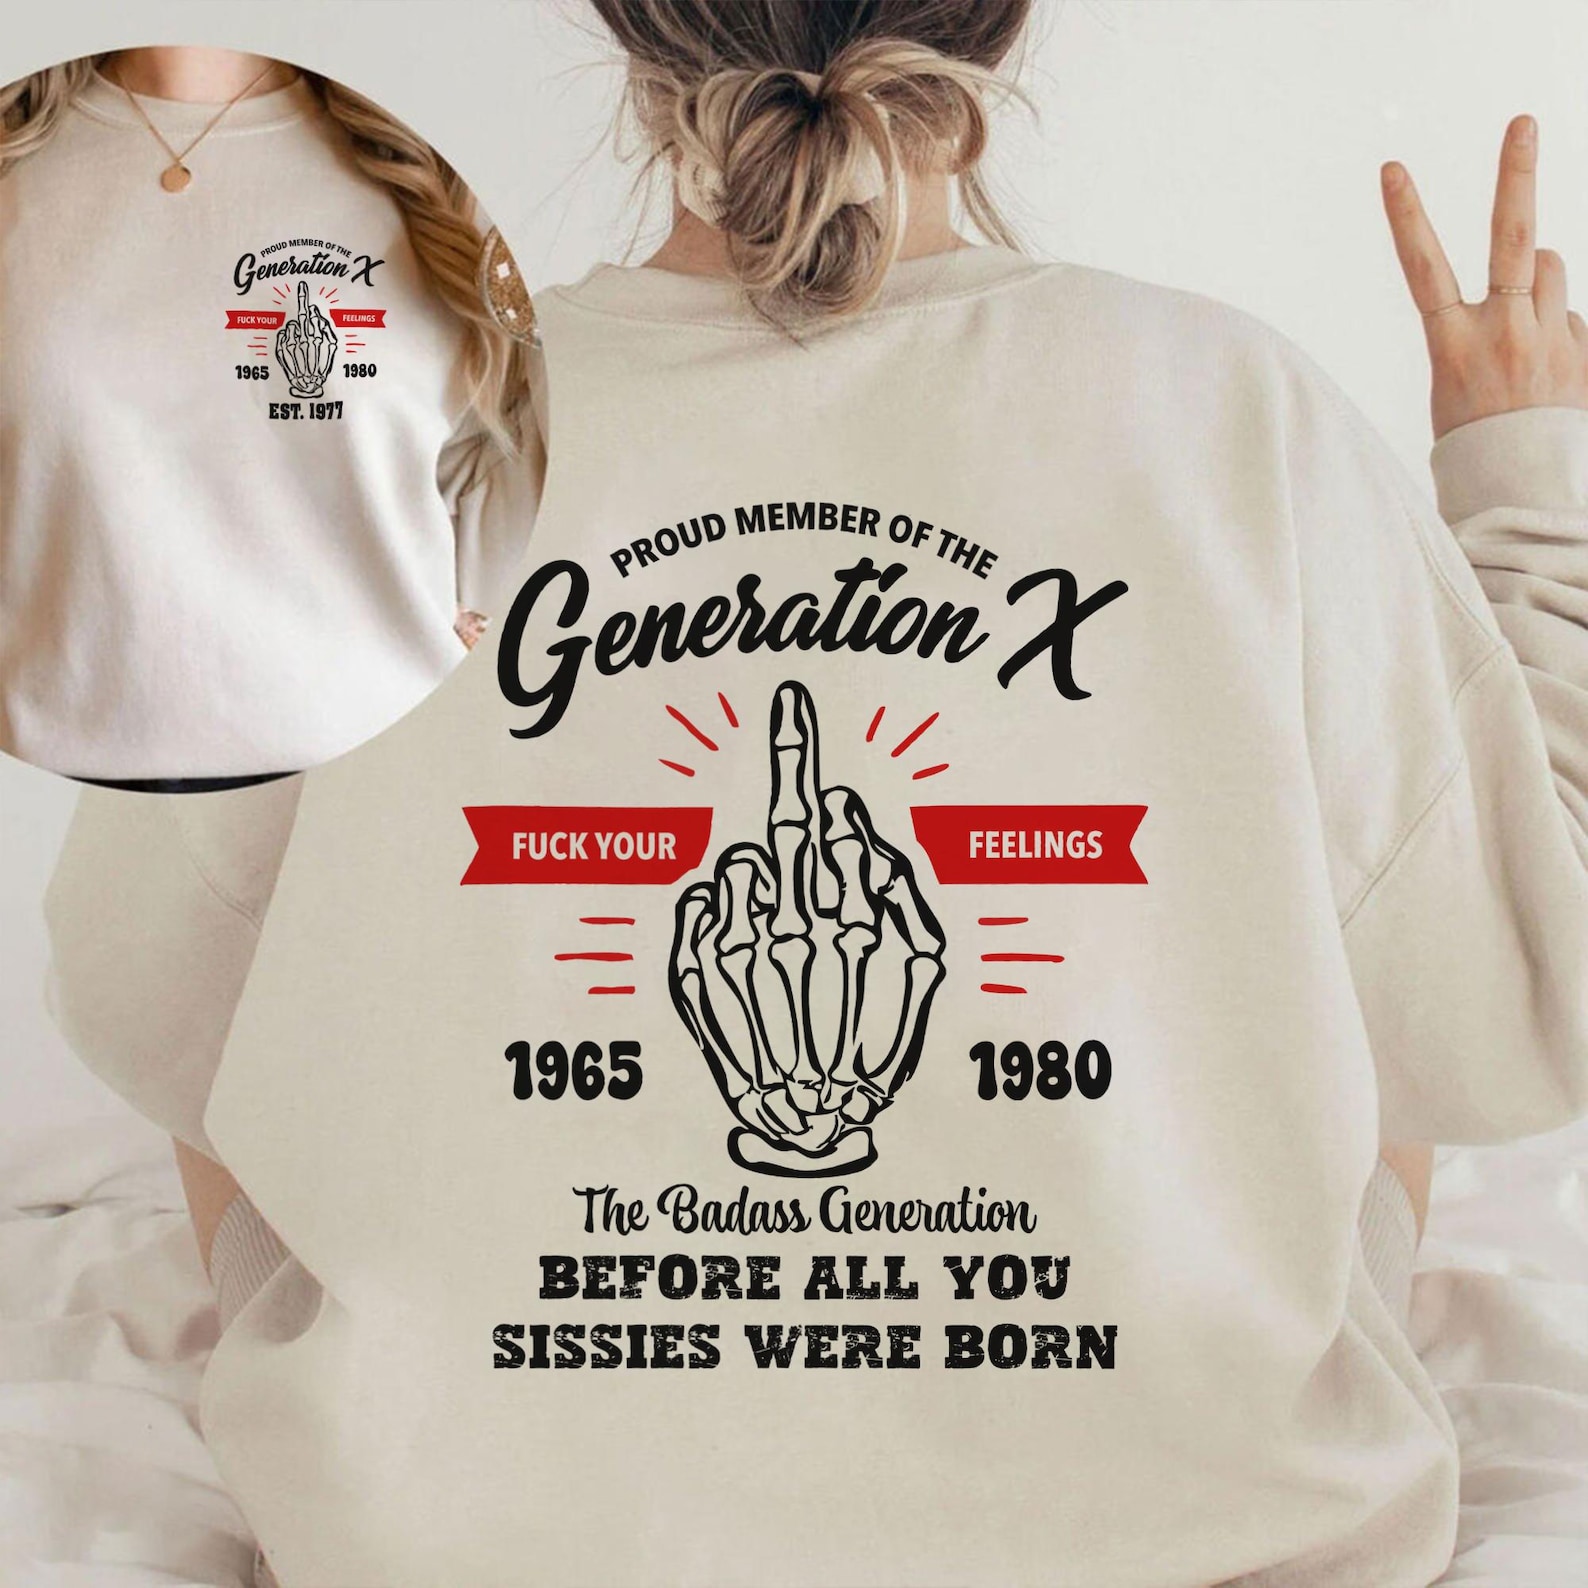 PROUD MEMBER OF THE
Generation X
FUCK YOUR FEELINGS
1965 1980
EST. 1977
PROUD MEMBER OF THE
Generation X
FUCK YOUR FEELINGS
1965 1980
The Badass Generation
BEFORE ALL YOU
SISSIES WERE BORN